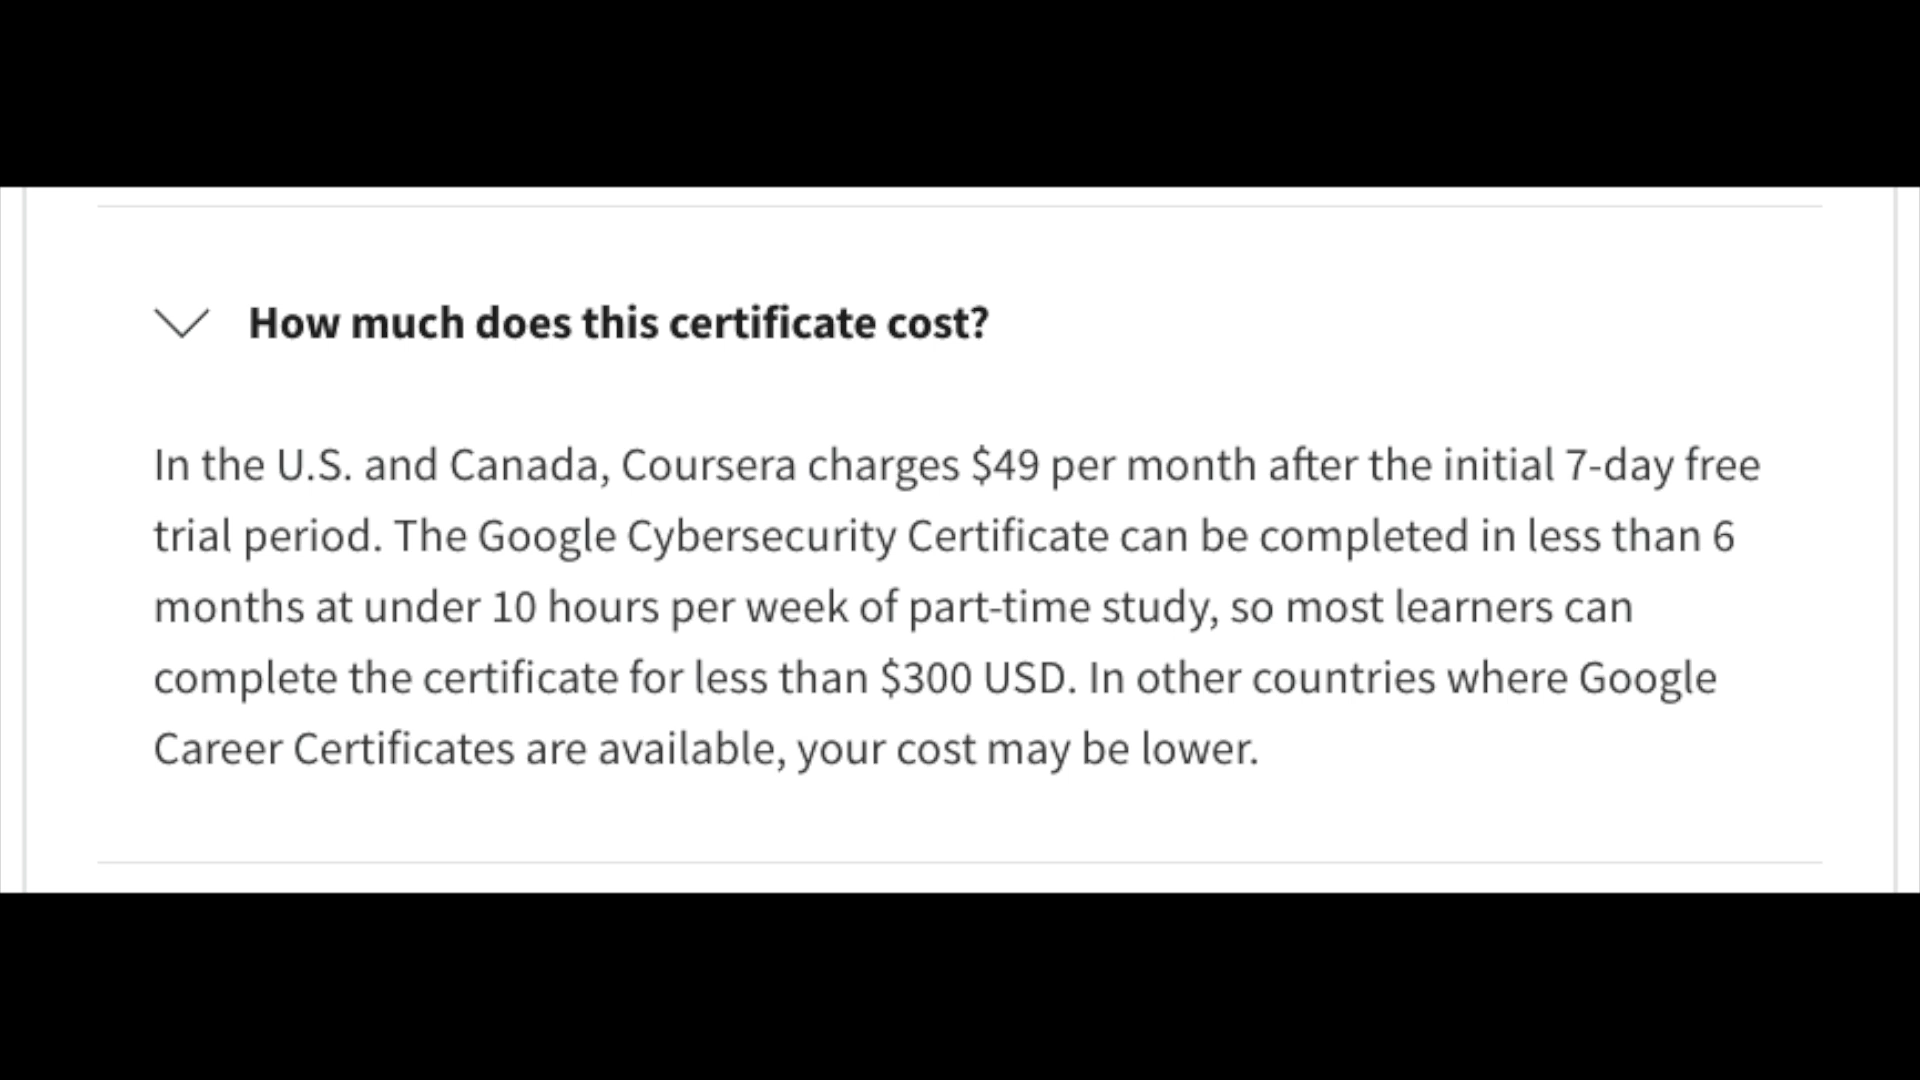 How much does this certificate cost?
In the U.S. and Canada, Coursera charges $49 per month after the initial 7-day free
trial period. The Google Cybersecurity Certificate can be completed in less than 6
months at under 10 hours per week of part-time study, so most learners can
complete the certificate for less than $300 USD. In other countries where Google
Career Certificates are available, your cost may be lower.